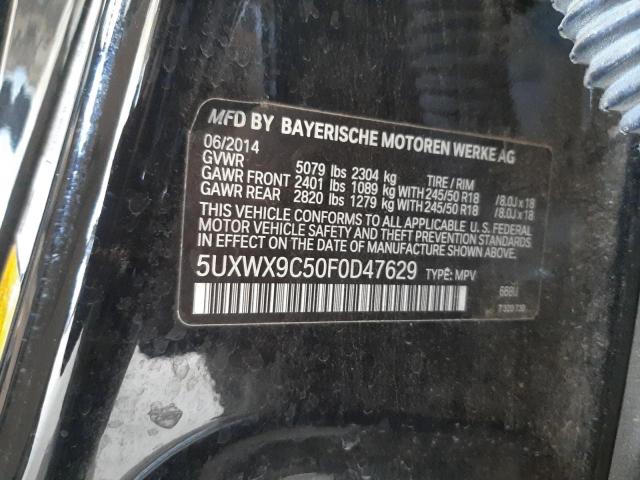 MFD BY BAYERISCHE MOTOREN WERKE AG
06/2014
GVWR 5079 lbs 2304 kg TIRE / RIM
GAWR FRONT 2401 lbs 1089 kg WITH 245/50 R18 / 8.0J x 18
GAWR REAR 2820 lbs 1279 kg WITH 245/50 R18 / 8.0J x 18
THIS VEHICLE CONFORMS TO ALL APPLICABLE U. S. FEDERAL
MOTOR VEHICLE SAFETY AND THEFT PREVENTION STANDARDS
IN EFFECT ON THE DATE OF MANUFACTURE SHOWN ABOVE.
5UXWX9C50F0D47629 TYPE: MPV